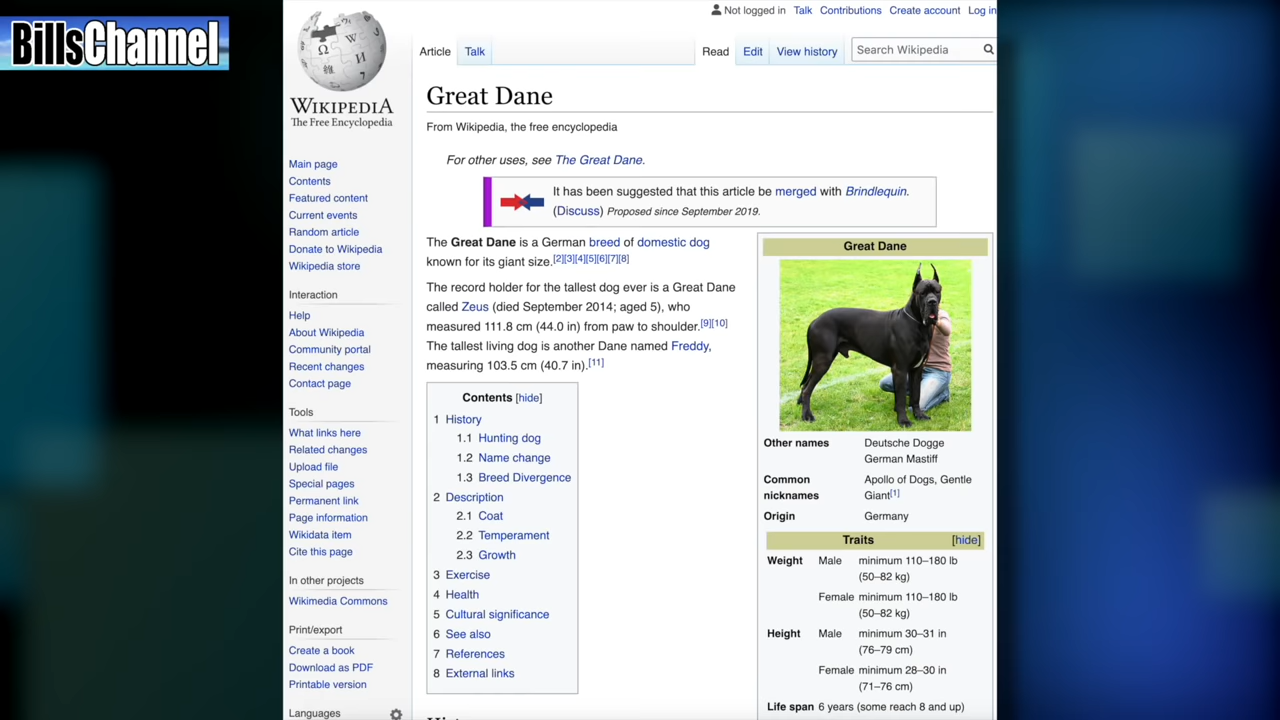 BillsChannel
Not logged in Talk Contributions Create account Log in
Article Talk Read Edit View history Search Wikipedia
WIKIPEDIA
The Free Encyclopedia
Main page
Contents
Featured content
Current events
Random article
Donate to Wikipedia
Wikipedia store
Interaction
Help
About Wikipedia
Community portal
Recent changes
Contact page
Tools
What links here
Related changes
Upload file
Special pages
Permanent link
Page information
Wikidata item
Cite this page
In other projects
Wikimedia Commons
Print/export
Create a book
Download as PDF
Printable version
Languages
Great Dane
From Wikipedia, the free encyclopedia
For other uses, see The Great Dane.
It has been suggested that this article be merged with Brindlequin.
(Discuss) Proposed since September 2019.
The Great Dane is a German breed of domestic dog
known for its giant size.[2][3][4][5][6][7][8]
The record holder for the tallest dog ever is a Great Dane
called Zeus (died September 2014; aged 5), who
measured 111.8 cm (44.0 in) from paw to shoulder.[9][10]
The tallest living dog is another Dane named Freddy,
measuring 103.5 cm (40.7 in).[11]
Contents [hide]
1 History
1.1 Hunting dog
1.2 Name change
1.3 Breed Divergence
2 Description
2.1 Coat
2.2 Temperament
2.3 Growth
3 Exercise
4 Health
5 Cultural significance
6 See also
7 References
8 External links
Great Dane
Other names Deutsche Dogge
German Mastiff
Common Apollo of Dogs, Gentle
nicknames Giant[1]
Origin Germany
Traits [hide]
Weight Male minimum 110–180 lb
(50–82 kg)
Female minimum 110–180 lb
(50–82 kg)
Height Male minimum 30–31 in
(76–79 cm)
Female minimum 28–30 in
(71–76 cm)
Life span 6 years (some reach 8 and up)